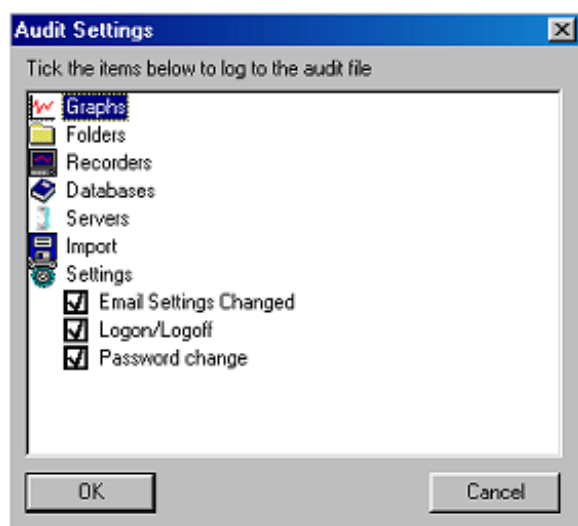 Audit Settings
Tick the items below to log to the audit file
Graphs
Folders
Recorders
Databases
Servers
Import
Settings
Email Settings Changed
Logon/Logoff
Password change
OK
Cancel